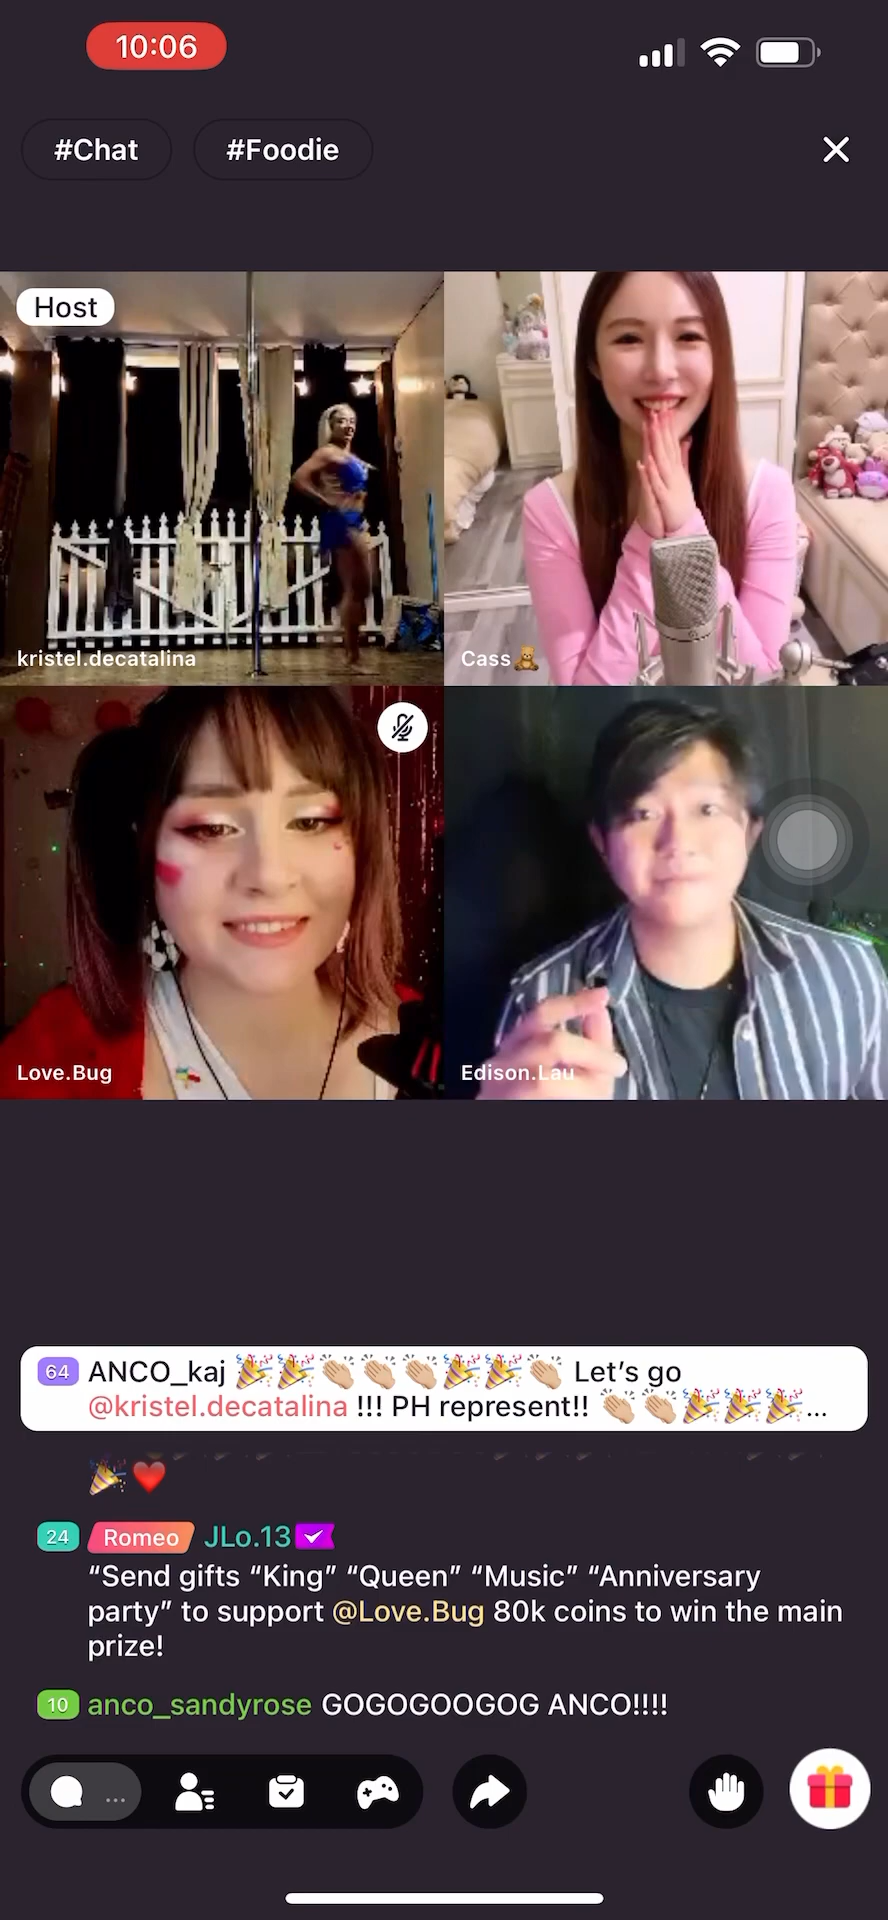 10:06
#Chat #Foodie
Host
kristel.decatalina
Cass🧸
Love.Bug
Edison.Lau
64 ANCO_kaj 🎉🎉👏🏼👏🏼👏🏼🎉🎉👏🏼 Let’s go
@kristel.decatalina !!! PH represent!! 👏🏼👏🏼🎉🎉🎉...
🎉❤️
24 Romeo JLo.13
“Send gifts “King” “Queen” “Music” “Anniversary
party” to support @Love.Bug 80k coins to win the main
prize!
10 anco_sandyrose GOGOGOOGOG ANCO!!!!
...